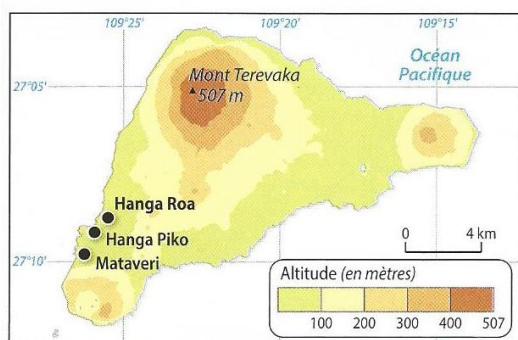 109°25' 109°20' 109°15'
Océan
Pacifique
Mont Terevaka
507 m
27°05'
Hanga Roa
Hanga Piko
Mataveri
27°10'
0 4 km
Altitude (en mètres)
100 200 300 400 507